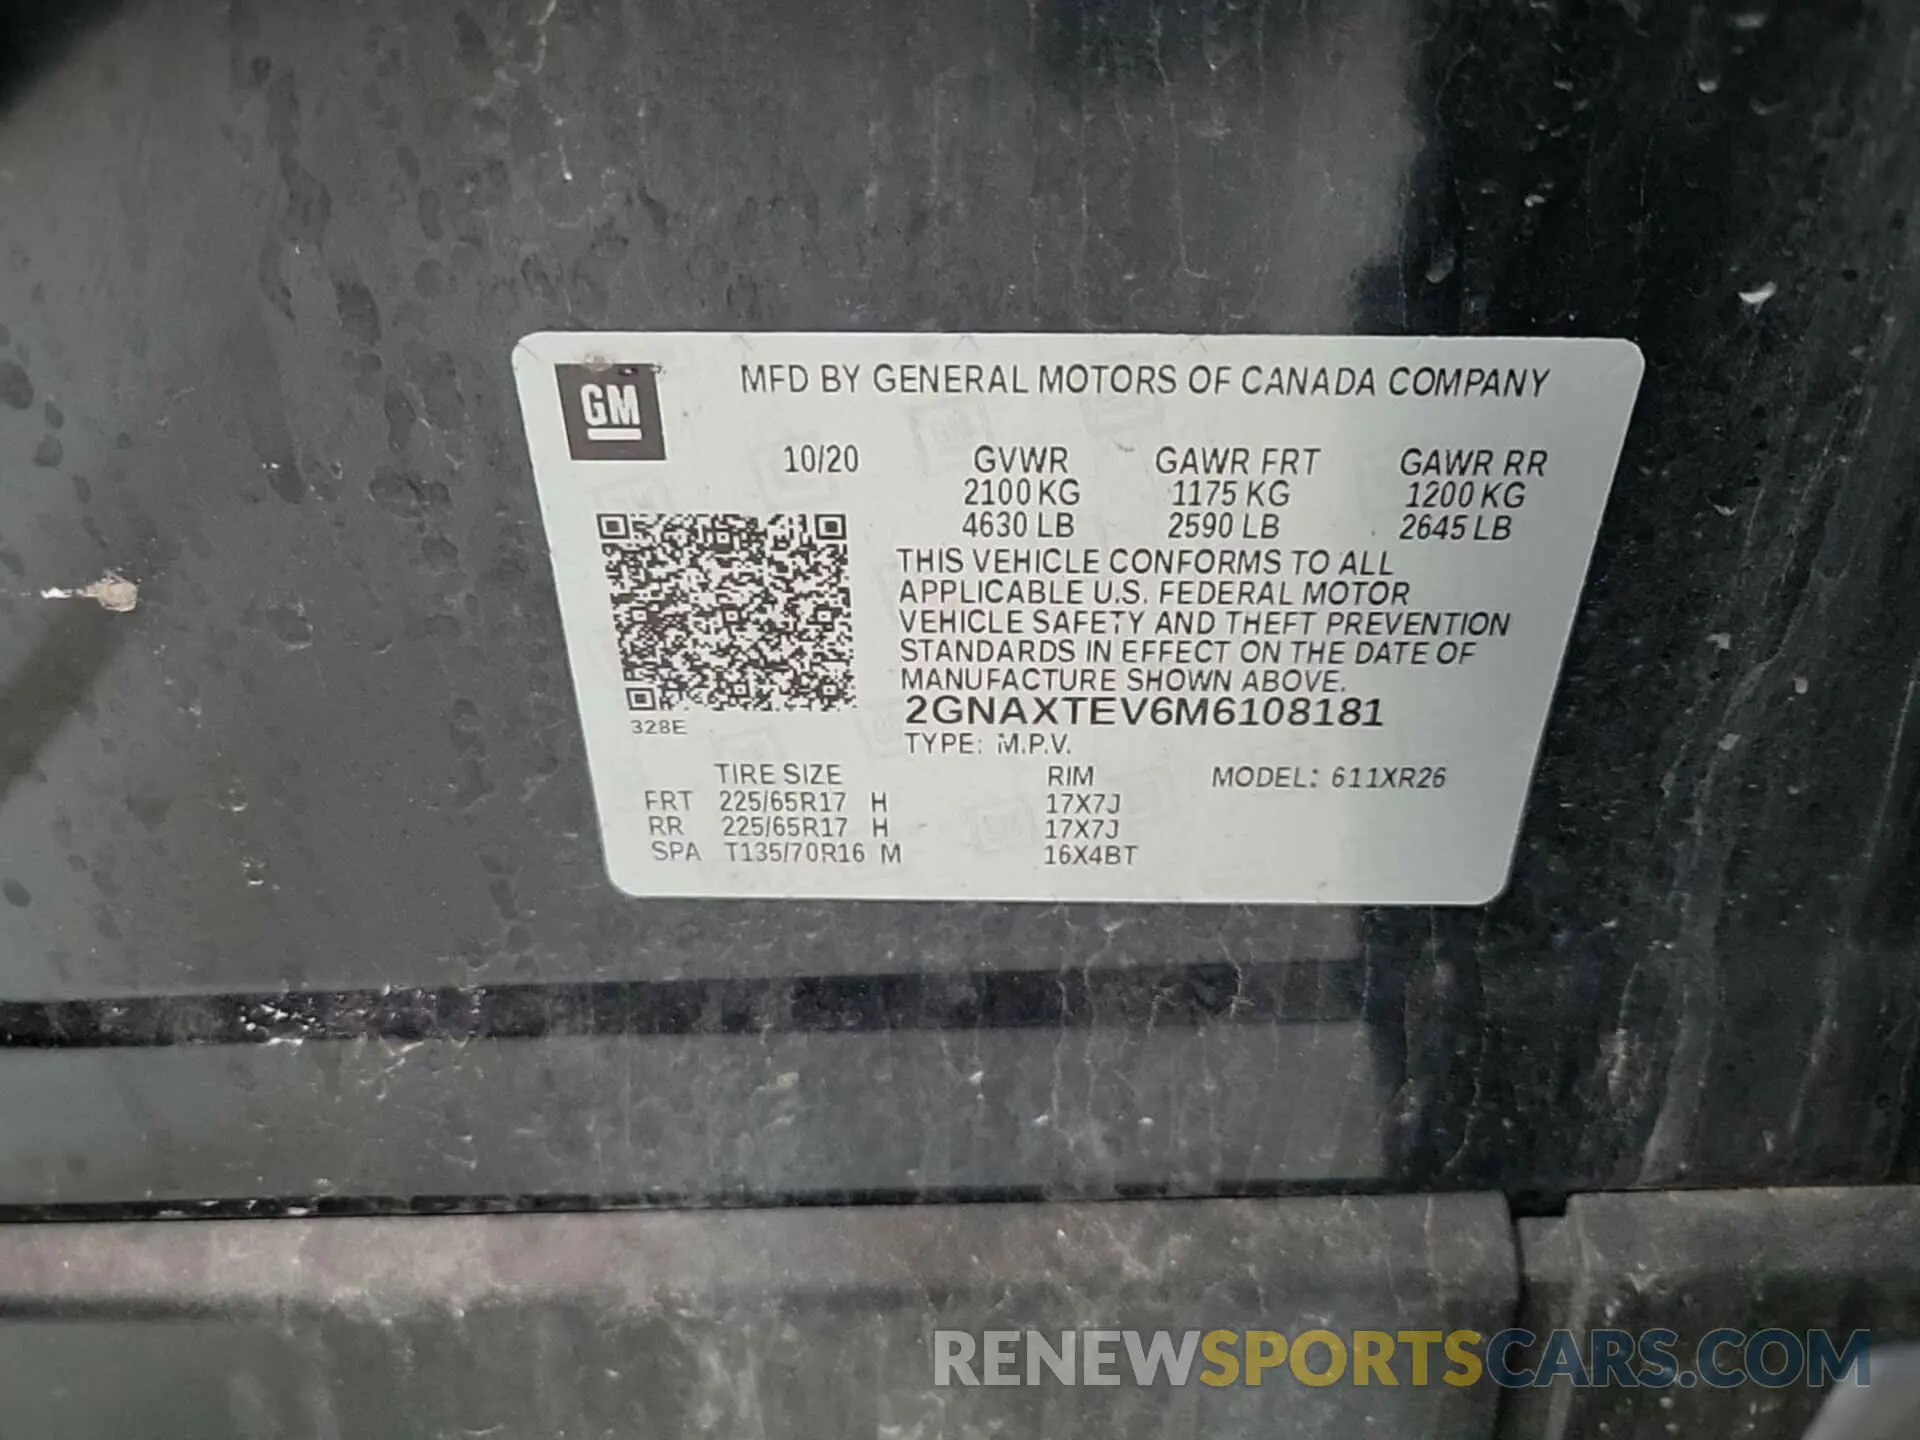 GM
MFD BY GENERAL MOTORS OF CANADA COMPANY
10/20 GVWR GAWR FRT GAWR RR
2100 KG 1175 KG 1200 KG
4630 LB 2590 LB 2645 LB
THIS VEHICLE CONFORMS TO ALL
APPLICABLE U.S. FEDERAL MOTOR
VEHICLE SAFETY AND THEFT PREVENTION
STANDARDS IN EFFECT ON THE DATE OF
MANUFACTURE SHOWN ABOVE.
2GNAXTEV6M6108181
328E
TYPE: M.P.V.
TIRE SIZE RIM MODEL: 611XR26
FRT 225/65R17 H 17X7J
RR 225/65R17 H 17X7J
SPA T135/70R16 M 16X4BT
RENEWSPORTSCARS.COM